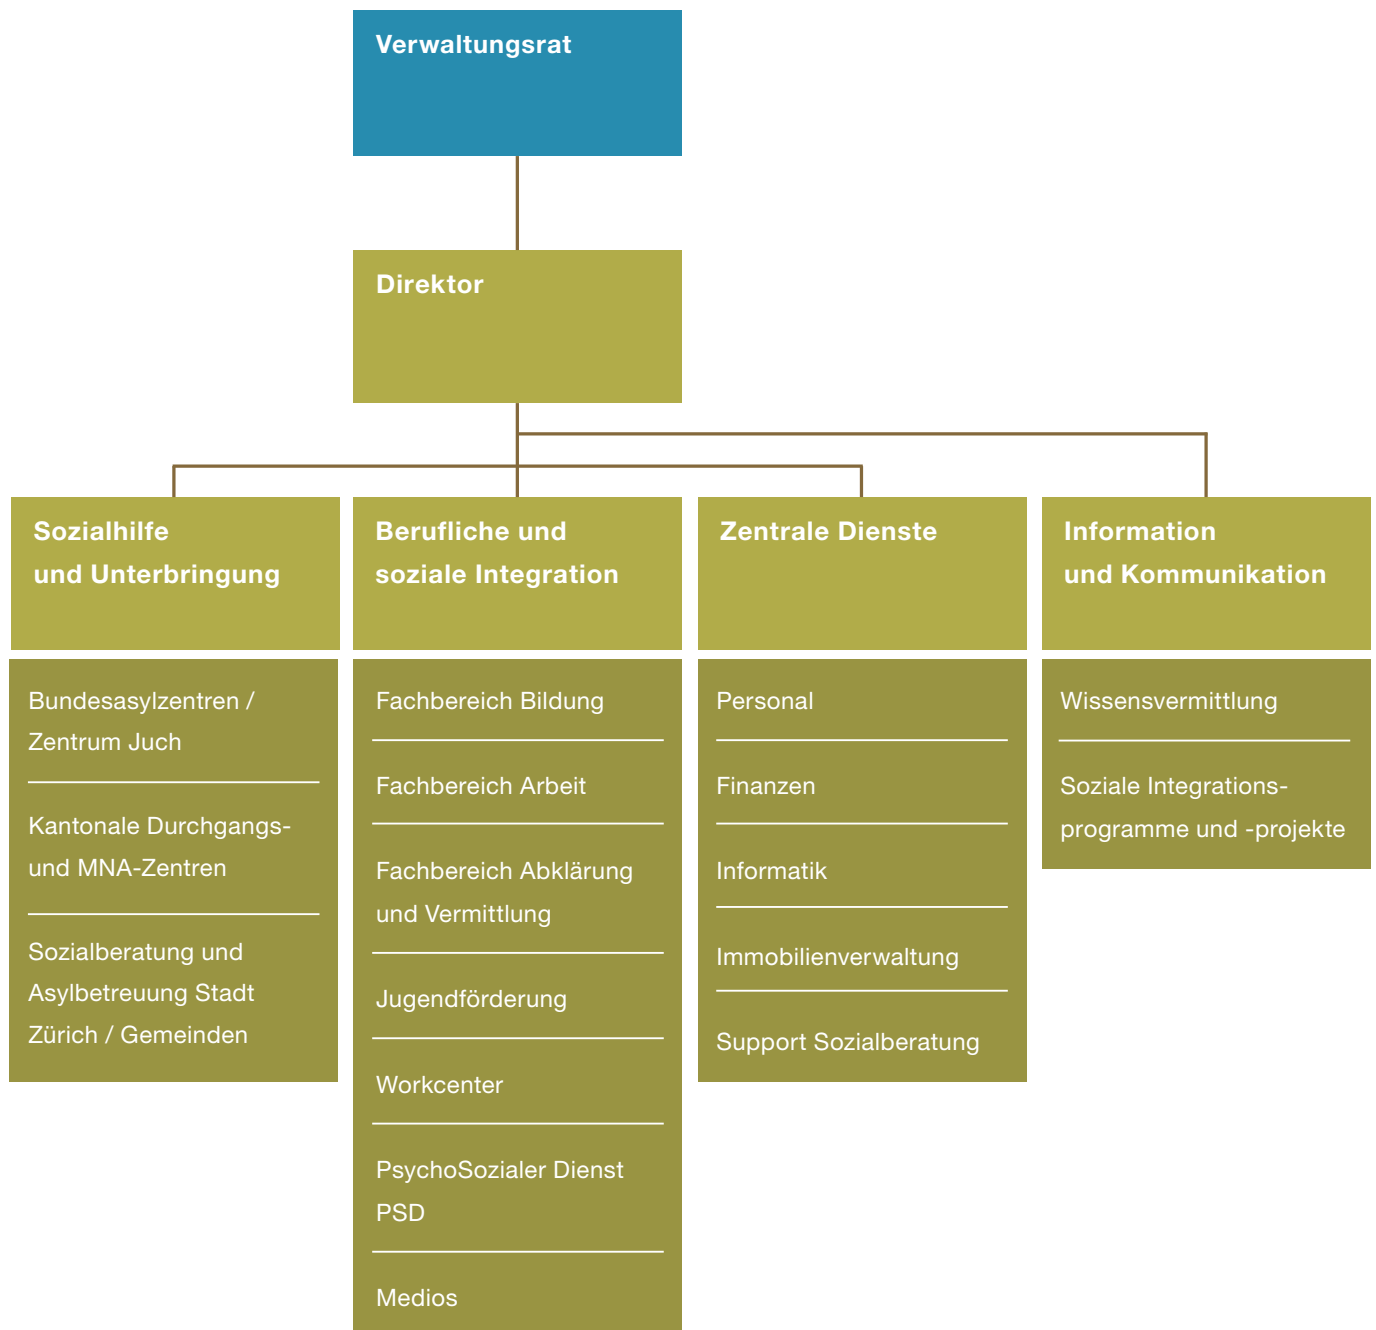 Verwaltungsrat
Direktor
Sozialhilfe
und Unterbringung
Bundesasylzentren /
Zentrum Juch
Kantonale Durchgangs-
und MNA-Zentren
Sozialberatung und
Asylbetreuung Stadt
Zürich / Gemeinden
Berufliche und
soziale Integration
Fachbereich Bildung
Fachbereich Arbeit
Fachbereich Abklärung
und Vermittlung
Jugendförderung
Workcenter
PsychoSozialer Dienst
PSD
Medios
Zentrale Dienste
Personal
Finanzen
Informatik
Immobilienverwaltung
Support Sozialberatung
Information
und Kommunikation
Wissensvermittlung
Soziale Integrations-
programme und -projekte